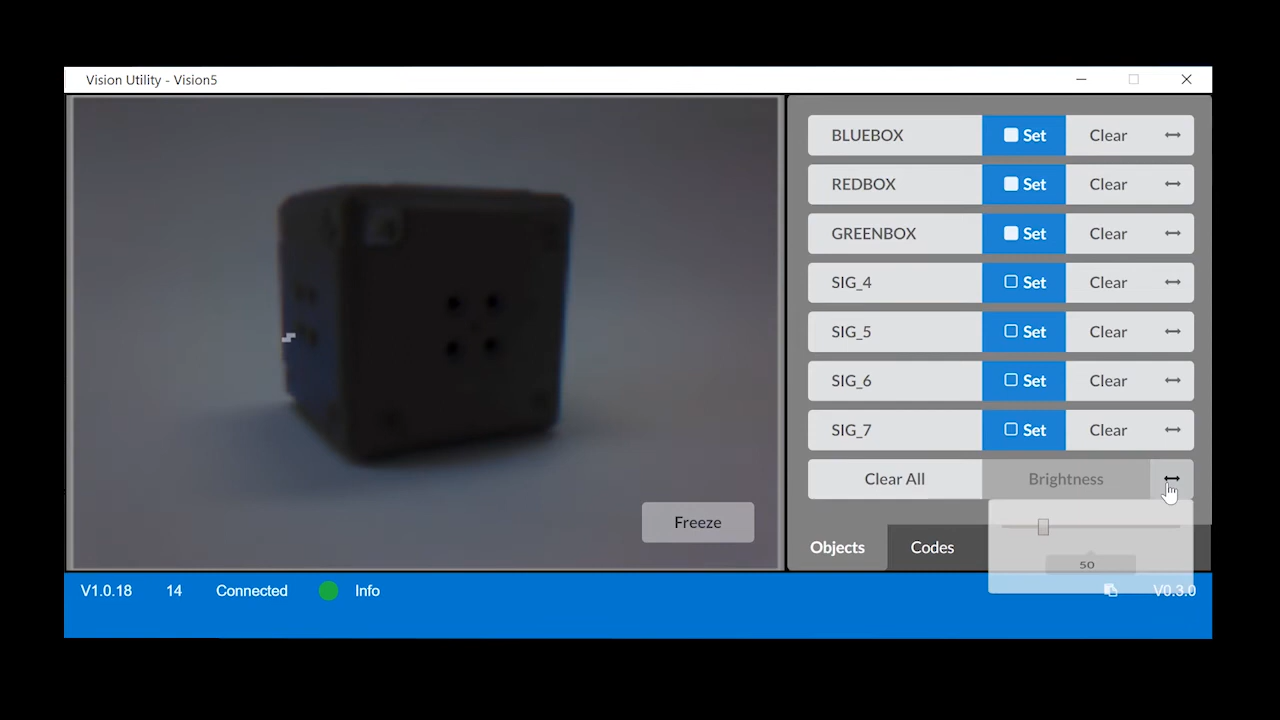 Vision Utility - Vision5
BLUEBOX Set Clear
REDBOX Set Clear
GREENBOX Set Clear
SIG_4 Set Clear
SIG_5 Set Clear
SIG_6 Set Clear
SIG_7 Set Clear
Clear All Brightness
Freeze
Objects Codes
50
V1.0.18 14 Connected Info V0.3.0